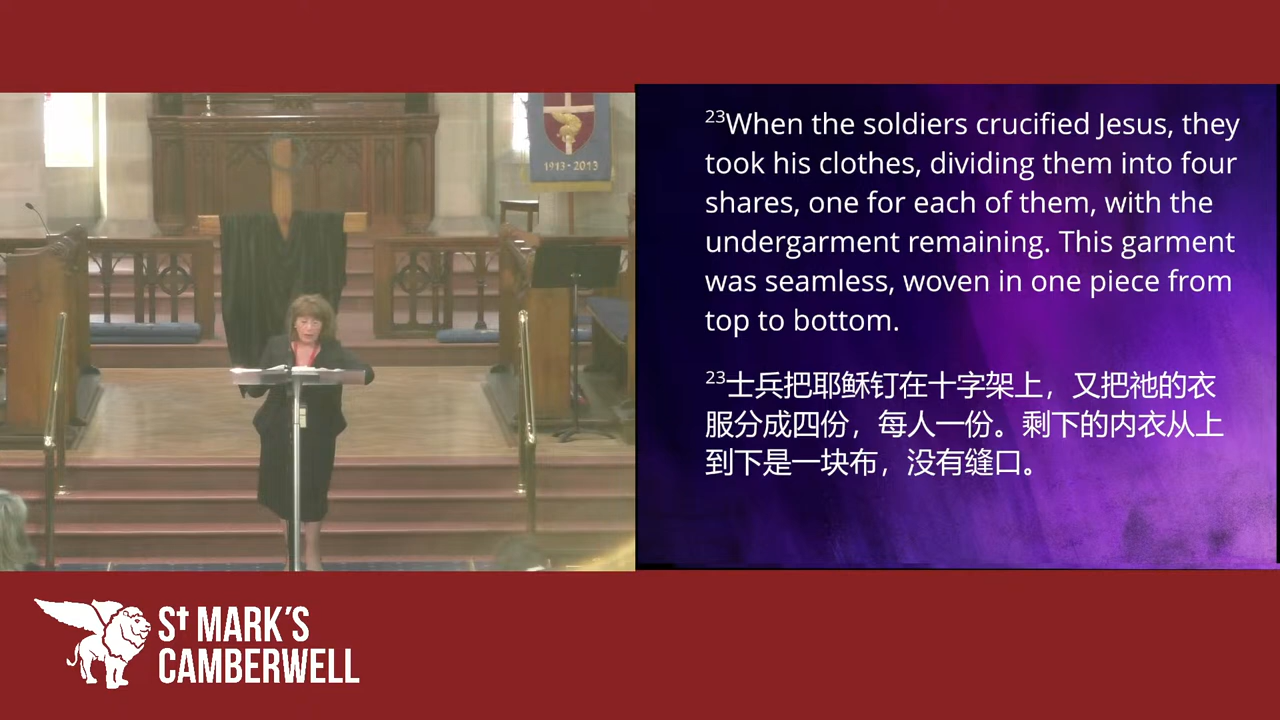 1913-2013
²³When the soldiers crucified Jesus, they
took his clothes, dividing them into four
shares, one for each of them, with the
undergarment remaining. This garment
was seamless, woven in one piece from
top to bottom.
²³士兵把耶稣钉在十字架上，又把祂的衣
服分成四份，每人一份。剩下的内衣从上
到下是一块布，没有缝口。
St MARK'S
CAMBERWELL